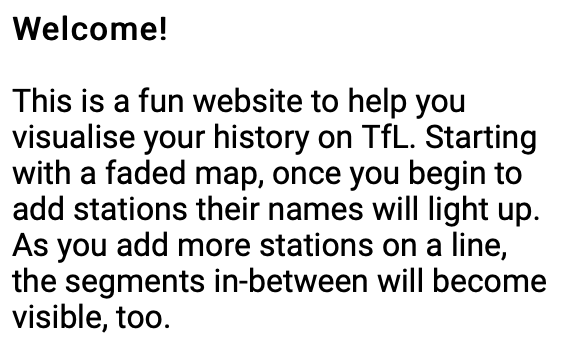 Welcome!
This is a fun website to help you
visualise your history on TfL. Starting
with a faded map, once you begin to
add stations their names will light up.
As you add more stations on a line,
the segments in-between will become
visible, too.